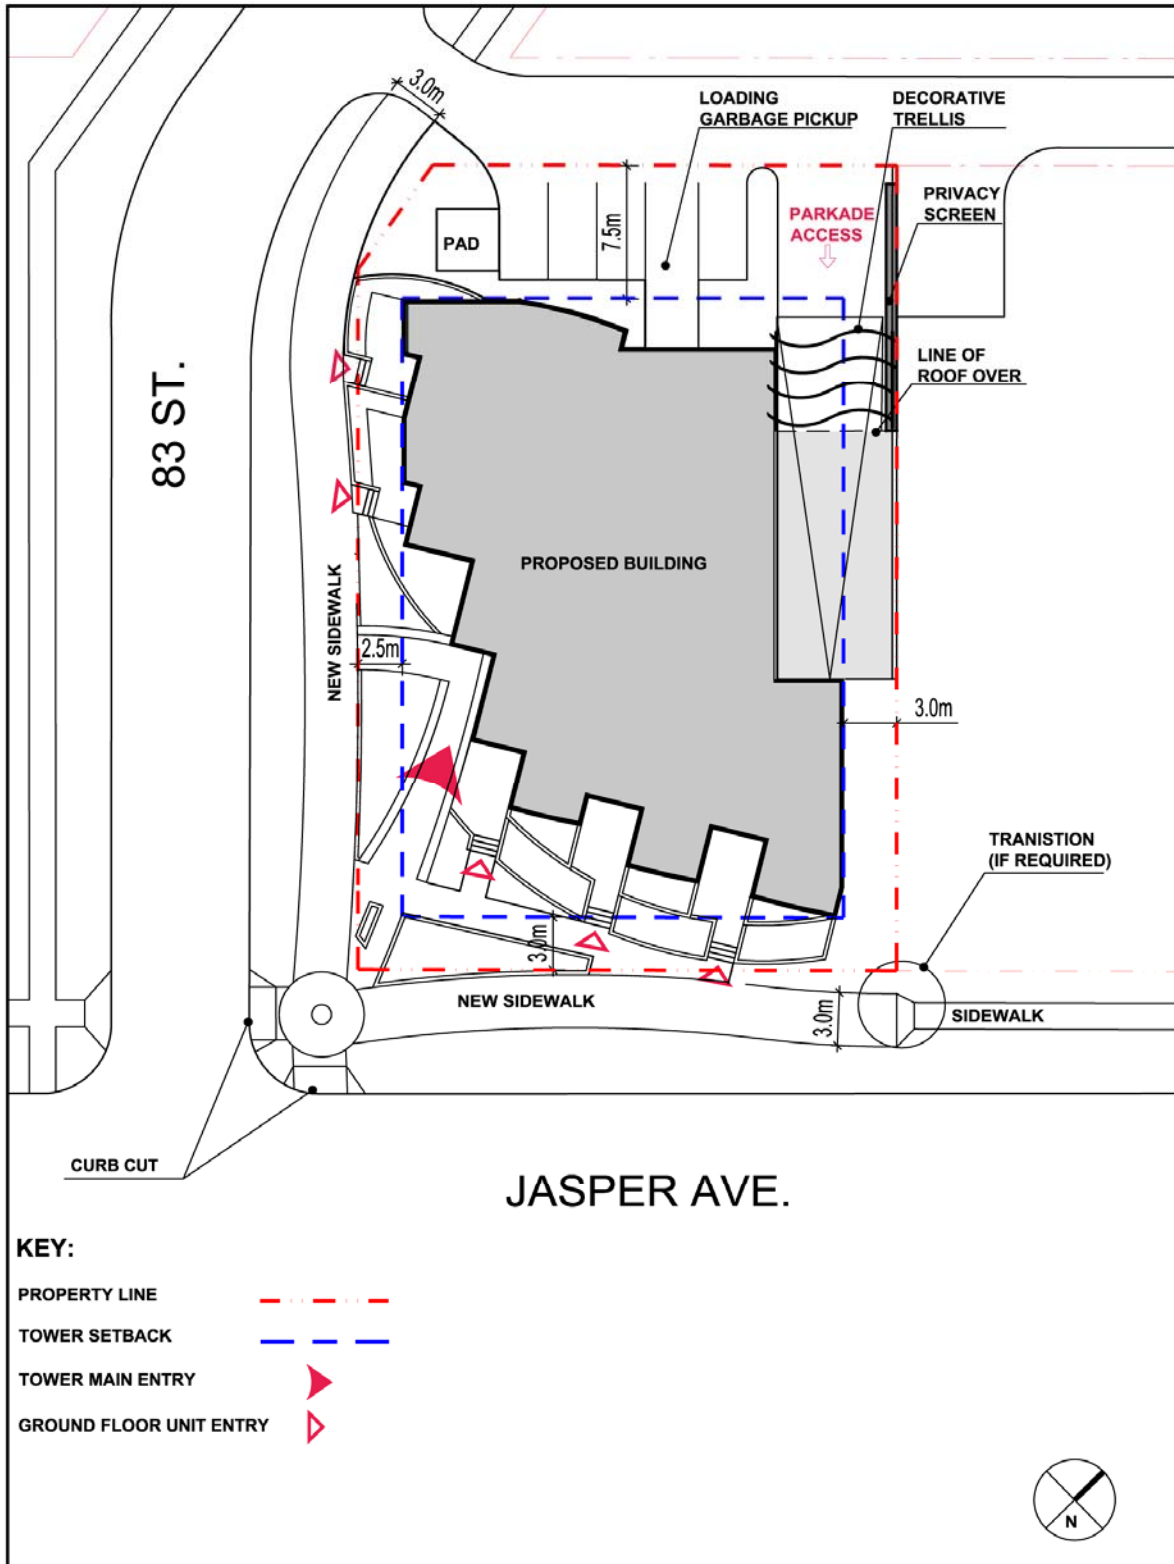 3.0m
LOADING
GARBAGE PICKUP
DECORATIVE
TRELLIS
PRIVACY
SCREEN
PARKADE
ACCESS
PAD
7.5m
LINE OF
ROOF OVER
83 ST.
PROPOSED BUILDING
NEW SIDEWALK
2.5m
3.0m
TRANISTION
(IF REQUIRED)
3.0m
NEW SIDEWALK
3.0m
SIDEWALK
CURB CUT
JASPER AVE.
KEY:
PROPERTY LINE
TOWER SETBACK
TOWER MAIN ENTRY
GROUND FLOOR UNIT ENTRY
N